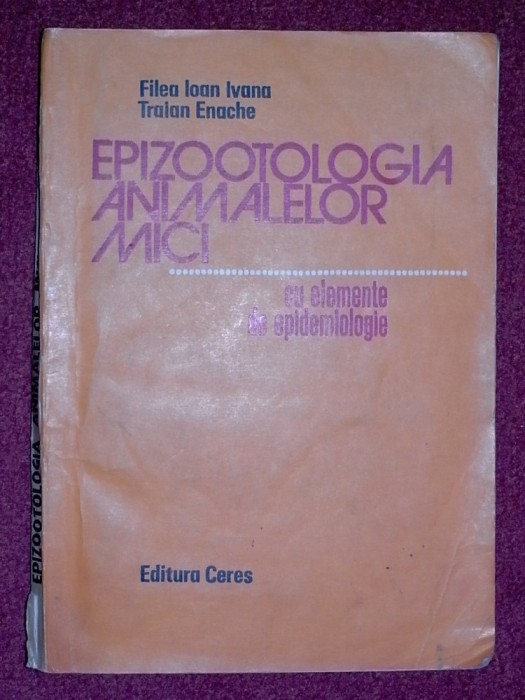 Filea Ioan Ivana
Traian Enache
EPIZOOTOLOGIA
ANIMALELOR
MICI
cu elemente
de epidemiologie
Editura Ceres
EPIZOOTOLOGIA ANIMALELOR